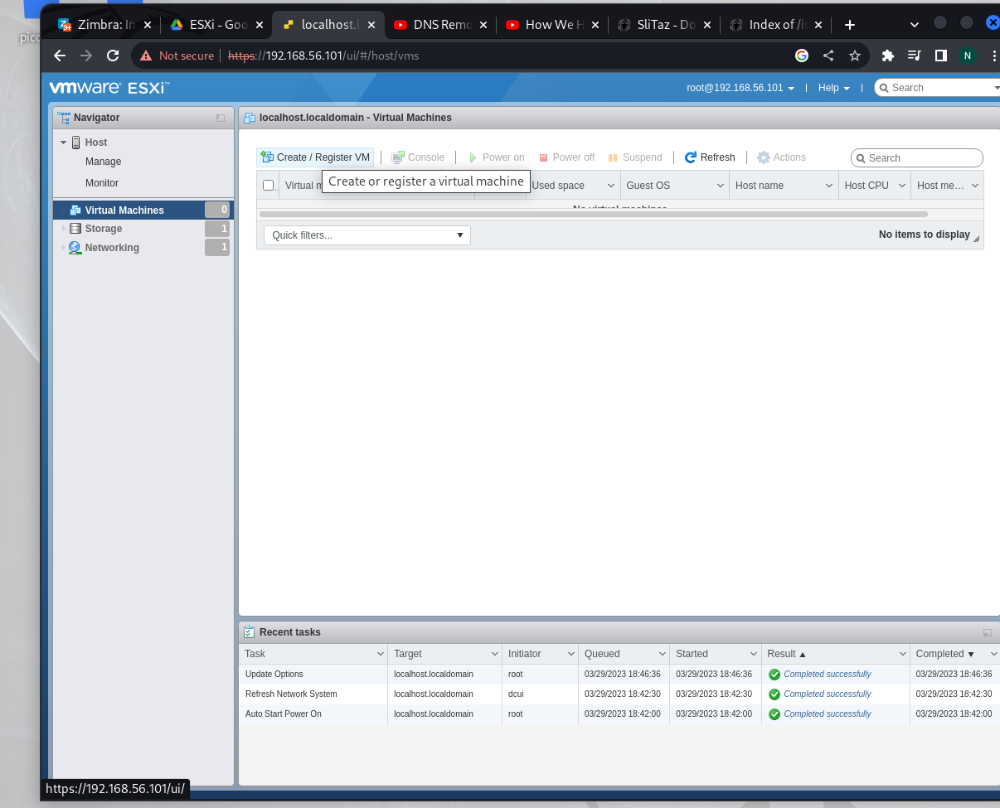 picc
Zimbra: In
ESXi - Goo
localhost.l
DNS Remo
How We H
SliTaz - Do
Index of /is
Not secure
https://192.168.56.101/ui/#/host/vms
N
vmware ESXi™
root@192.168.56.101
Help
Search
Navigator
Host
Manage
Monitor
Virtual Machines 0
Storage 1
Networking 1
localhost.localdomain - Virtual Machines
Create / Register VM
Console
Power on
Power off
Suspend
Refresh
Actions
Search
Virtual m
Create or register a virtual machine
Used space
Guest OS
Host name
Host CPU
Host me...
No virtual machines
Quick filters...
No items to display
Recent tasks
Task Target Initiator Queued Started Result ▲ Completed ▼
Update Options localhost.localdomain root 03/29/2023 18:46:36 03/29/2023 18:46:36 Completed successfully 03/29/2023 18:46:36
Refresh Network System localhost.localdomain dcui 03/29/2023 18:42:30 03/29/2023 18:42:30 Completed successfully 03/29/2023 18:42:30
Auto Start Power On localhost.localdomain root 03/29/2023 18:42:00 03/29/2023 18:42:00 Completed successfully 03/29/2023 18:42:00
https://192.168.56.101/ui/